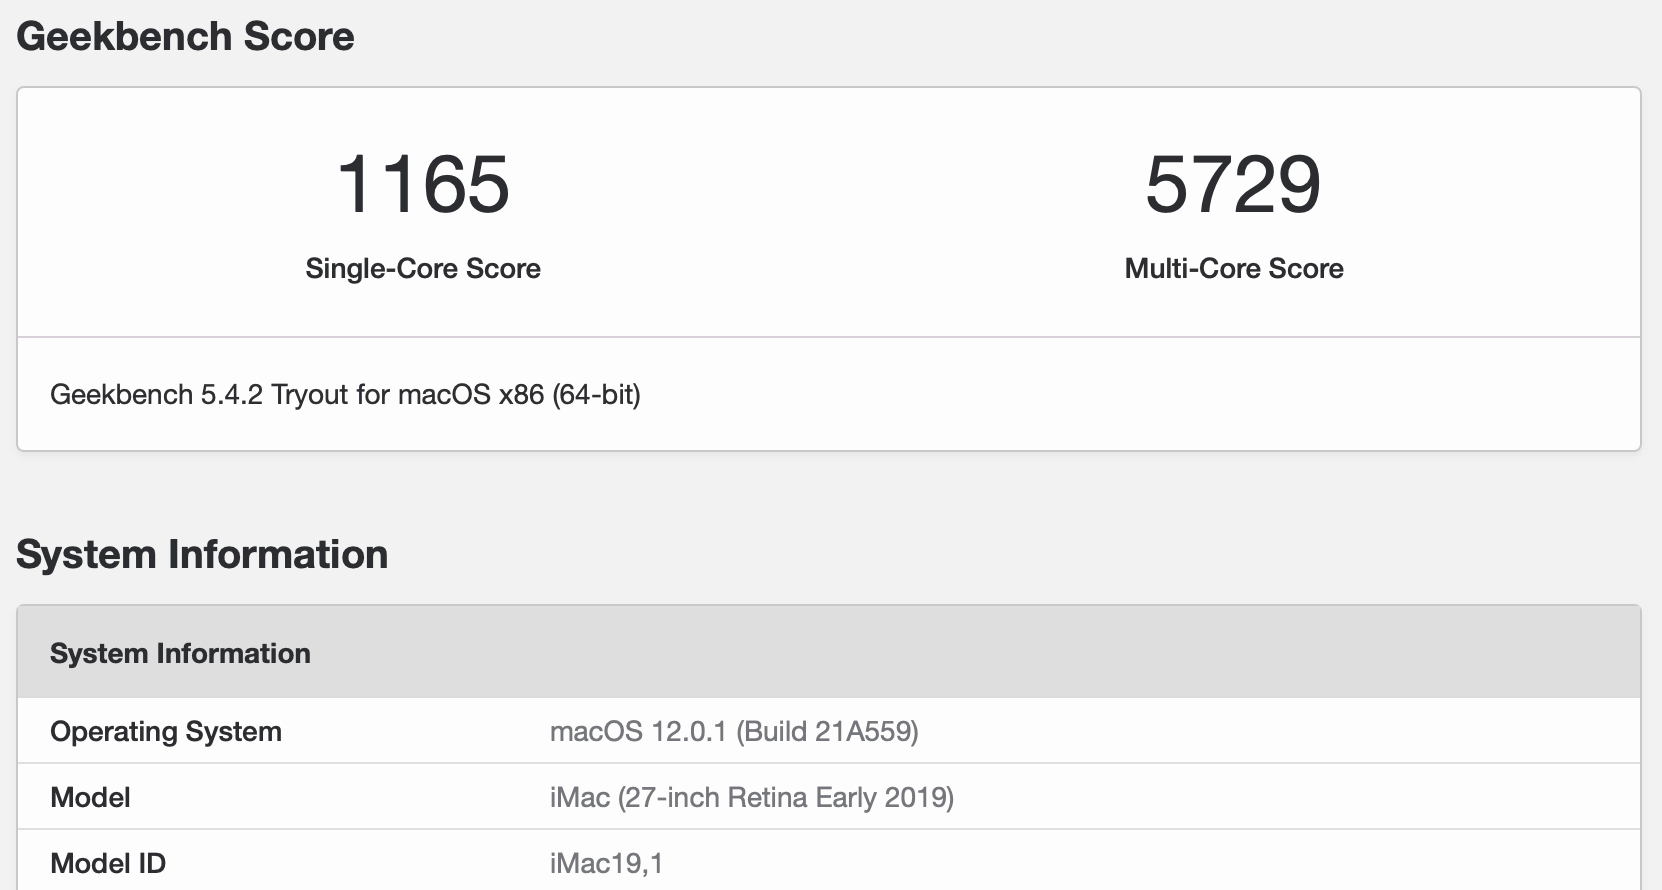 Geekbench Score
1165
5729
Single-Core Score
Multi-Core Score
Geekbench 5.4.2 Tryout for macOS x86 (64-bit)
System Information
System Information
Operating System macOS 12.0.1 (Build 21A559)
Model iMac (27-inch Retina Early 2019)
Model ID iMac19,1